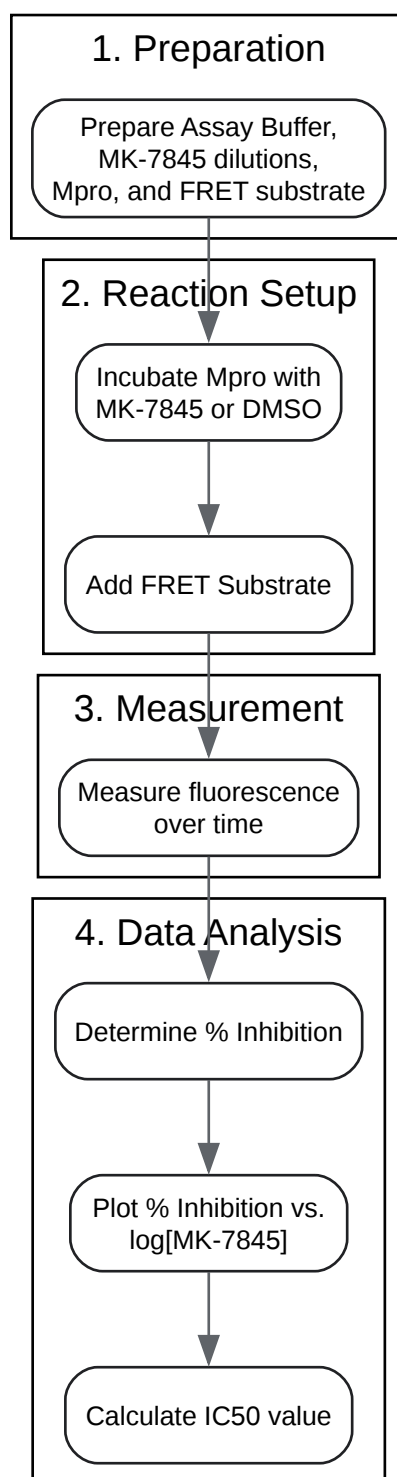 1. Preparation
Prepare Assay Buffer,
MK-7845 dilutions,
Mpro, and FRET substrate
2. Reaction Setup
Incubate Mpro with
MK-7845 or DMSO
Add FRET Substrate
3. Measurement
Measure fluorescence
over time
4. Data Analysis
Determine % Inhibition
Plot % Inhibition vs.
log[MK-7845]
Calculate IC50 value